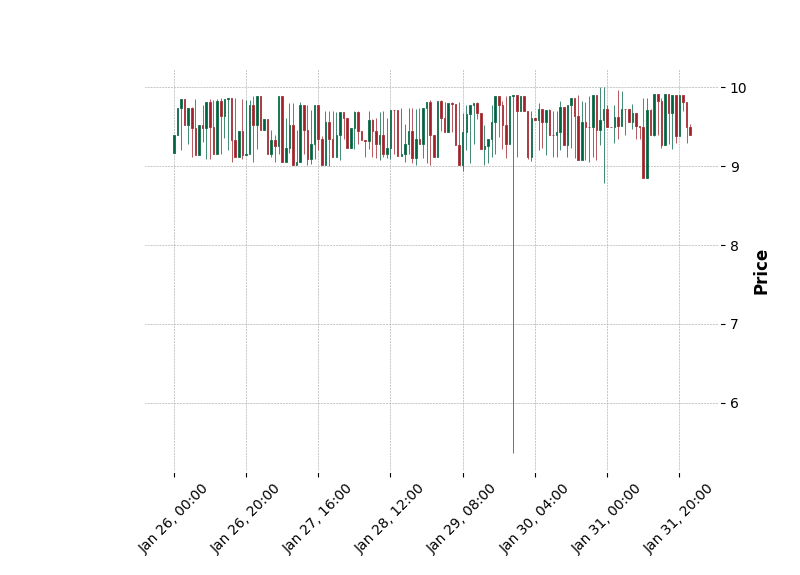 10
9
8
7
6
Price
Jan 26, 00:00
Jan 26, 20:00
Jan 27, 16:00
Jan 28, 12:00
Jan 29, 08:00
Jan 30, 04:00
Jan 31, 00:00
Jan 31, 20:00